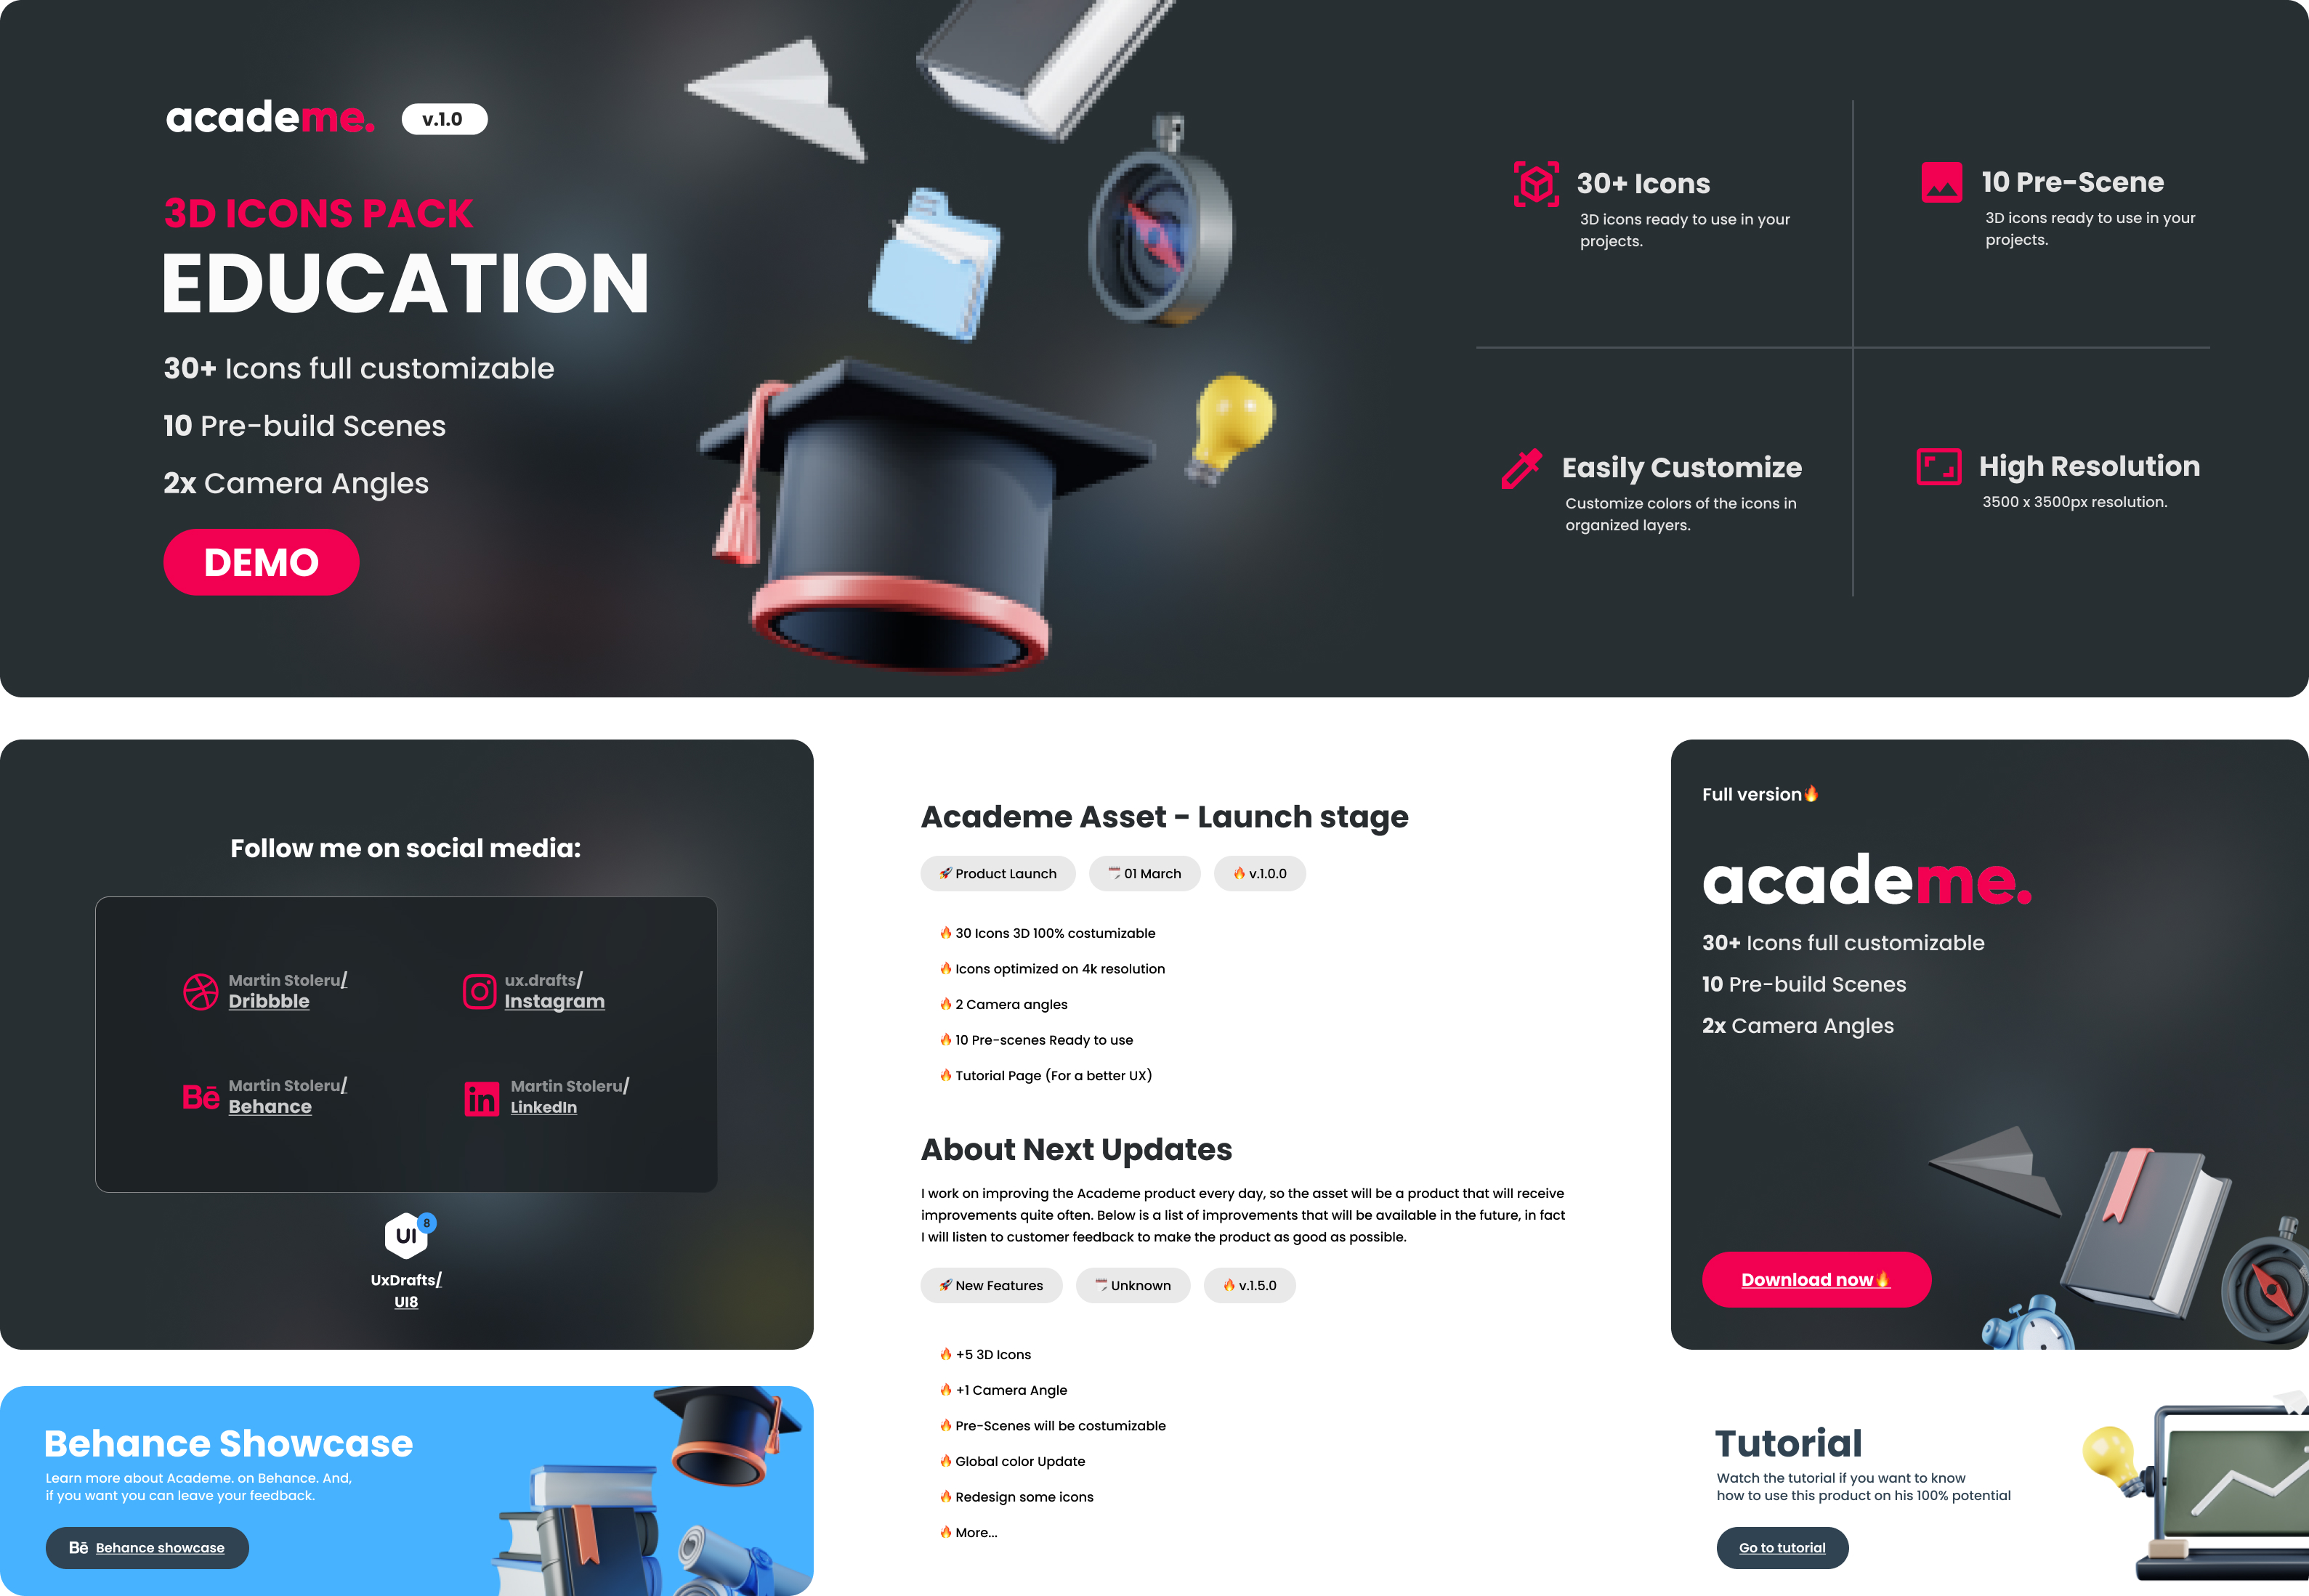 academe. v.1.0
3D ICONS PACK
EDUCATION
30+ Icons full customizable
10 Pre-build Scenes
2x Camera Angles
DEMO
30+ Icons
3D icons ready to use in your
projects.
10 Pre-Scene
3D icons ready to use in your
projects.
Easily Customize
Customize colors of the icons in
organized layers.
High Resolution
3500 x 3500px resolution.
Follow me on social media:
Martin Stoleru/
Dribbble
ux.drafts/
Instagram
Bē
Martin Stoleru/
Behance
in
Martin Stoleru/
LinkedIn
UI 8
UxDrafts/
UI8
Behance Showcase
Learn more about Academe. on Behance. And,
if you want you can leave your feedback.
Bē Behance showcase
Academe Asset - Launch stage
🚀 Product Launch 🗓 01 March 🔥 v.1.0.0
🔥 30 Icons 3D 100% costumizable
🔥 Icons optimized on 4k resolution
🔥 2 Camera angles
🔥 10 Pre-scenes Ready to use
🔥 Tutorial Page (For a better UX)
About Next Updates
I work on improving the Academe product every day, so the asset will be a product that will receive
improvements quite often. Below is a list of improvements that will be available in the future, in fact
I will listen to customer feedback to make the product as good as possible.
🚀 New Features 🗓 Unknown 🔥 v.1.5.0
🔥 +5 3D Icons
🔥 +1 Camera Angle
🔥 Pre-Scenes will be costumizable
🔥 Global color Update
🔥 Redesign some icons
🔥 More...
Full version🔥
academe.
30+ Icons full customizable
10 Pre-build Scenes
2x Camera Angles
Download now🔥
Tutorial
Watch the tutorial if you want to know
how to use this product on his 100% potential
Go to tutorial